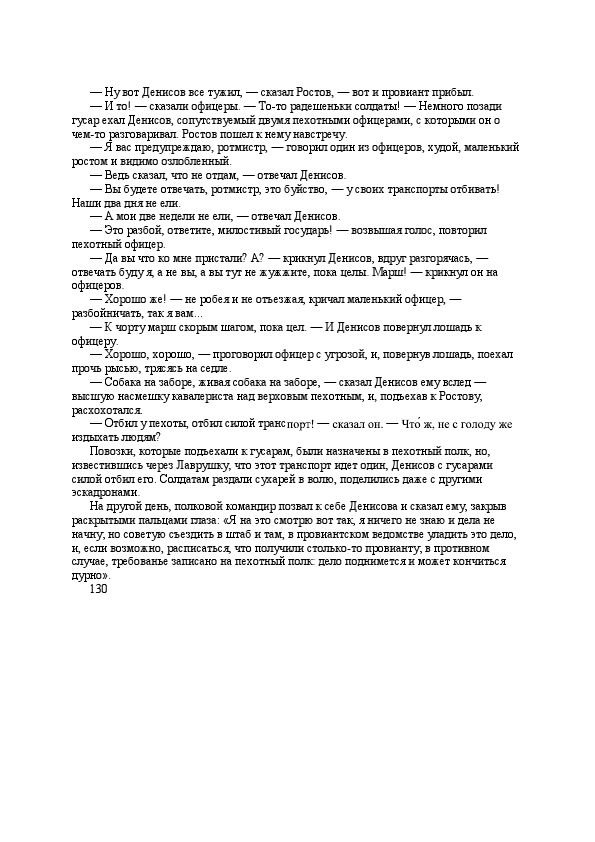 — Ну вот Денисов все тужил, — сказал Ростов, — вот и провиант прибыл.
— И то! — сказали офицеры. — То-то радешеньки солдаты! — Немного позади
гусар ехал Денисов, сопутствуемый двумя пехотными офицерами, с которыми он о
чем-то разговаривал. Ростов пошел к нему навстречу.
— Я вас предупреждаю, ротмистр, — говорил один из офицеров, худой, маленький
ростом и видимо озлобленный.
— Ведь сказал, что не отдам, — отвечал Денисов.
— Вы будете отвечать, ротмистр, это буйство, — у своих транспорты отбивать!
Наши два дня не ели.
— А мои две недели не ели, — отвечал Денисов.
— Это разбой, ответите, милостивый государь! — возвышая голос, повторил
пехотный офицер.
— Да вы что ко мне пристали? А? — крикнул Денисов, вдруг разгорячась, —
отвечать буду я, а не вы, а вы тут не жужжите, пока целы. Марш! — крикнул он на
офицеров.
— Хорошо же! — не робея и не отъезжая, кричал маленький офицер, —
разбойничать, так я вам...
— К чорту марш скорым шагом, пока цел. — И Денисов повернул лошадь к
офицеру.
— Хорошо, хорошо, — проговорил офицер с угрозой, и, повернув лошадь, поехал
прочь рысью, трясясь на седле.
— Собака на заборе, живая собака на заборе, — сказал Денисов ему вслед —
высшую насмешку кавалериста над верховым пехотным, и, подъехав к Ростову,
расхохотался.
— Отбил у пехоты, отбил силой транспорт! — сказал он. — Что́ ж, не с голоду же
издыхать людям?
Повозки, которые подъехали к гусарам, были назначены в пехотный полк, но,
известившись через Лаврушку, что этот транспорт идет один, Денисов с гусарами
силой отбил его. Солдатам раздали сухарей в волю, поделились даже с другими
эскадронами.
На другой день, полковой командир позвал к себе Денисова и сказал ему, закрыв
раскрытыми пальцами глаза: «Я на это смотрю вот так, я ничего не знаю и дела не
начну; но советую съездить в штаб и там, в провиантском ведомстве уладить это дело,
и, если возможно, расписаться, что получили столько-то провианту; в противном
случае, требованье записано на пехотный полк: дело поднимется и может кончиться
дурно».
130